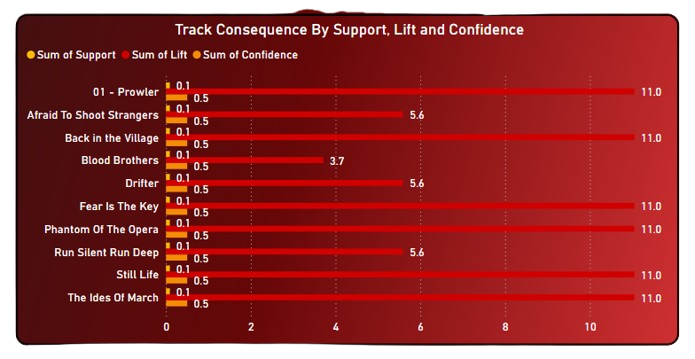 Track Consequence By Support, Lift and Confidence
Sum of Support Sum of Lift Sum of Confidence
0.1
01 - Prowler 11.0
0.5
0.1
Afraid To Shoot Strangers 5.6
0.5
0.1
Back in the Village 11.0
0.5
0.1
Blood Brothers 3.7
0.5
0.1
Drifter 5.6
0.5
0.1
Fear Is The Key 11.0
0.5
0.1
Phantom Of The Opera 11.0
0.5
0.1
Run Silent Run Deep 5.6
0.5
0.1
Still Life 11.0
0.5
0.1
The Ides Of March 11.0
0.5
0 2 4 6 8 10